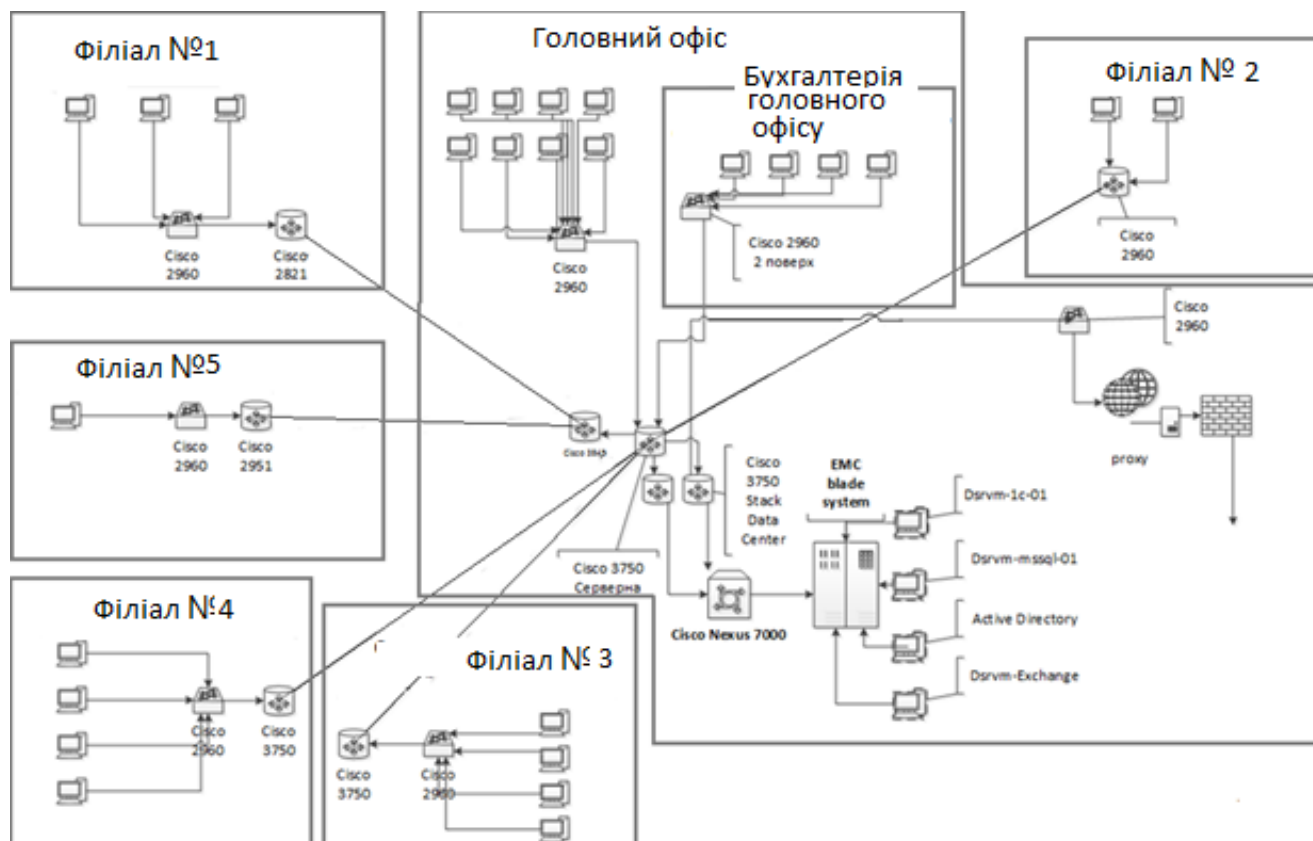 Філіал №1
Cisco
2960
Cisco
2821
Головний офіс
Cisco
2960
Бухгалтерія
головного
офісу
Cisco 2960
2 поверх
Філіал № 2
Cisco
2960
Cisco
2960
proxy
Філіал №5
Cisco
2960
Cisco
2951
Cisco
Cisco 3750
Серверна
Cisco
3750
Stack
Data
Center
EMC
blade
system
Dsrvm-1c-01
Dsrvm-mssql-01
Active Directory
Dsrvm-Exchange
Cisco Nexus 7000
Філіал №4
Cisco
2960
Cisco
3750
Філіал № 3
Cisco
3750
Cisco
2960